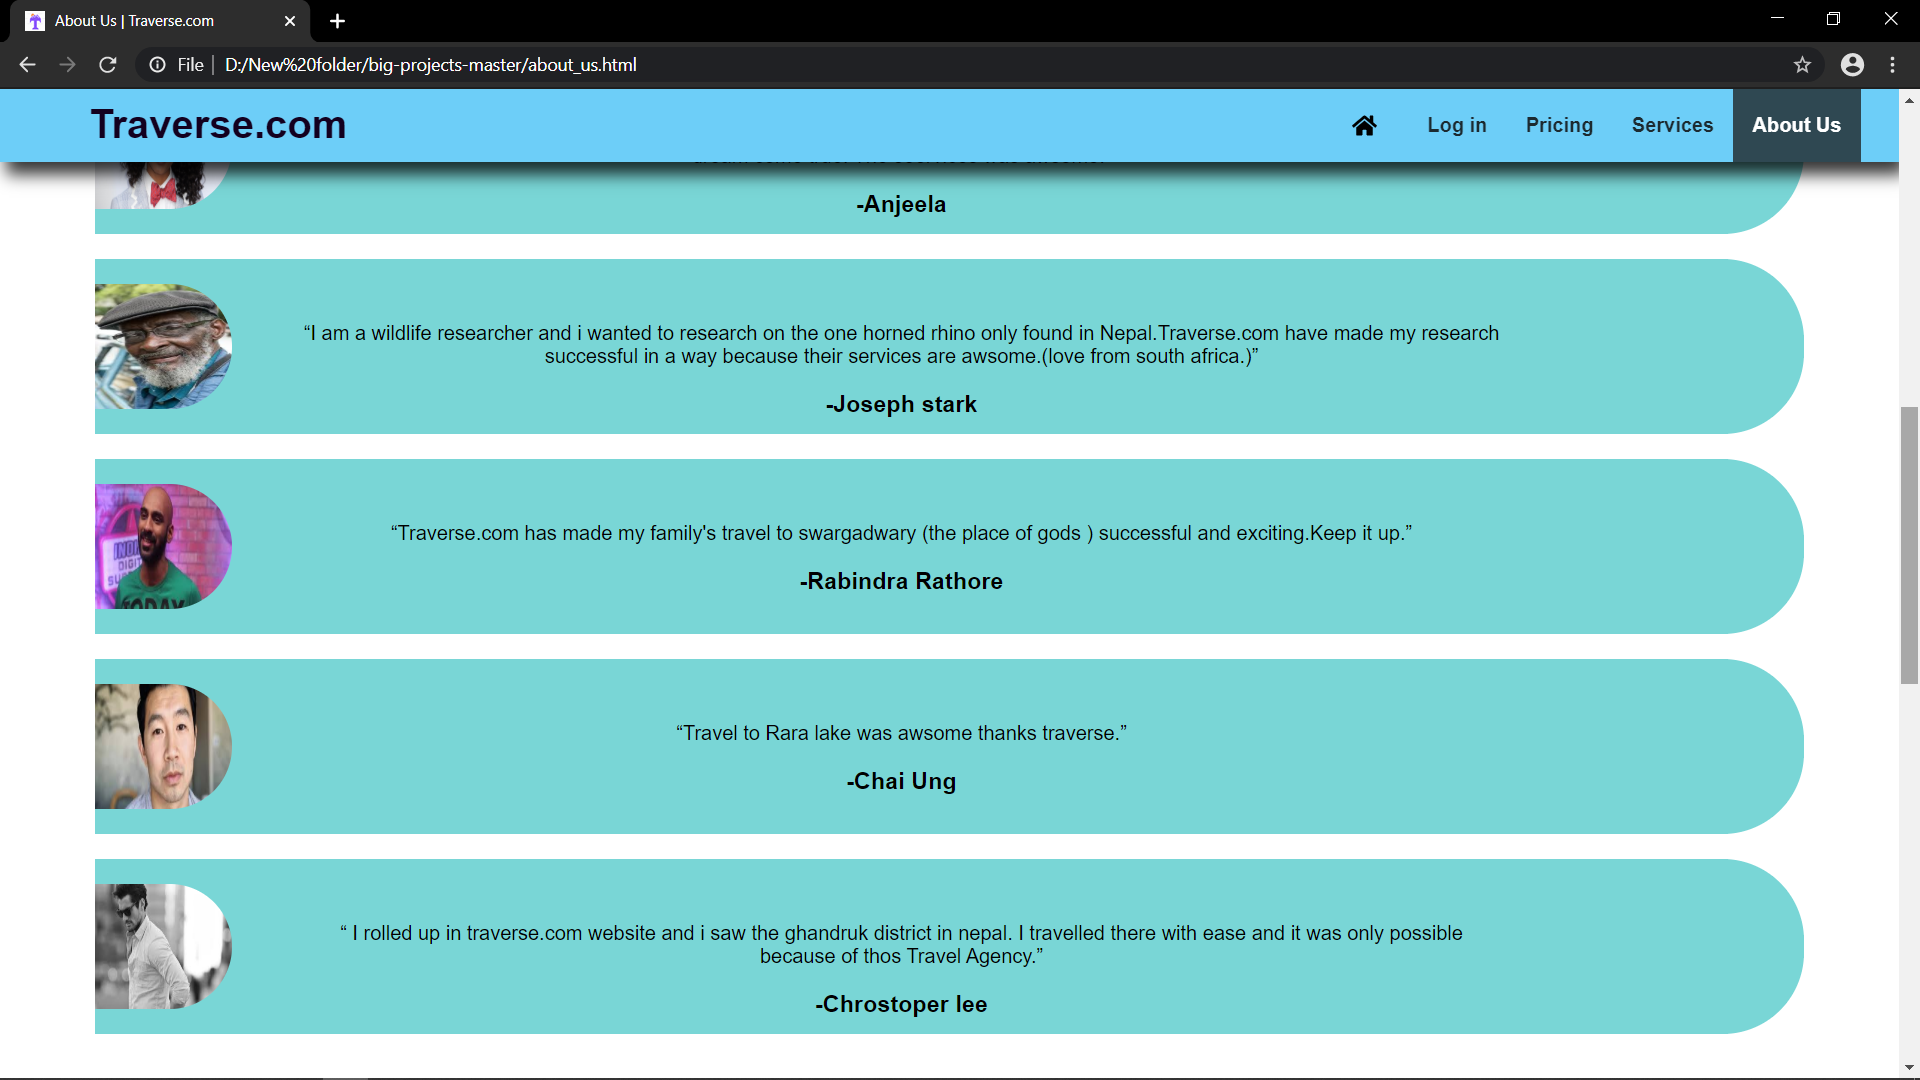 About Us | Traverse.com
File | D:/New%20folder/big-projects-master/about_us.html
Traverse.com
Log in
Pricing
Services
About Us
-Anjeela
“I am a wildlife researcher and i wanted to research on the one horned rhino only found in Nepal.Traverse.com have made my research
successful in a way because their services are awsome.(love from south africa.)”
-Joseph stark
“Traverse.com has made my family's travel to swargadwary (the place of gods ) successful and exciting.Keep it up.”
-Rabindra Rathore
TODAY
“Travel to Rara lake was awsome thanks traverse.”
-Chai Ung
“ I rolled up in traverse.com website and i saw the ghandruk district in nepal. I travelled there with ease and it was only possible
because of thos Travel Agency.”
-Chrostoper lee